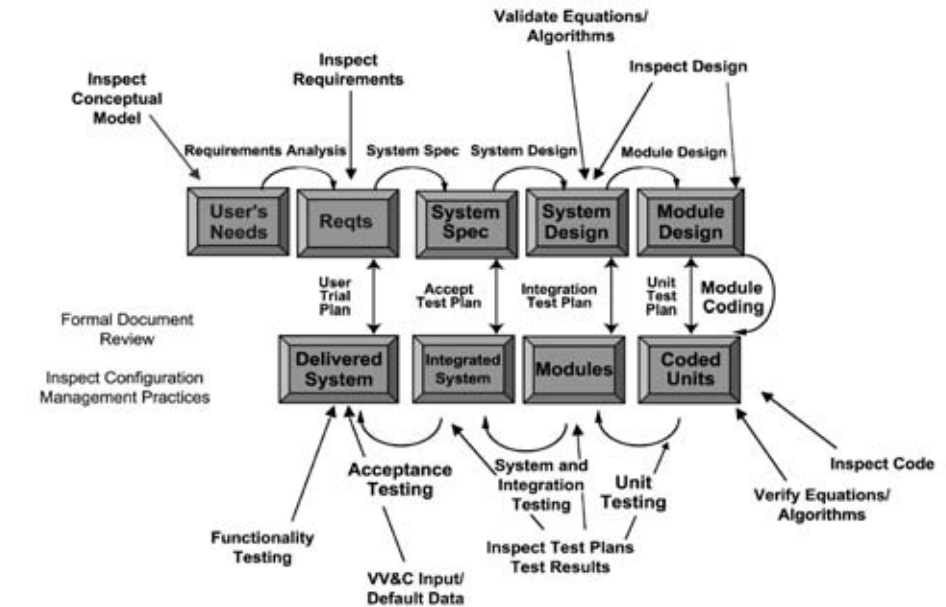 Validate Equations/
Algorithms
Inspect
Requirements
Inspect Design
Inspect
Conceptual
Model
Requirements Analysis
System Spec
System Design
Module Design
User's
Needs
Reqts
System
Spec
System
Design
Module
Design
User
Trial
Plan
Accept
Test Plan
Integration
Test Plan
Unit
Test
Plan
Module
Coding
Formal Document
Review
Inspect Configuration
Management Practices
Delivered
System
Integrated
System
Modules
Coded
Units
Acceptance
Testing
System and
Integration
Testing
Unit
Testing
Inspect Code
Verify Equations/
Algorithms
Functionality
Testing
Inspect Test Plans
Test Results
VV&C Input/
Default Data